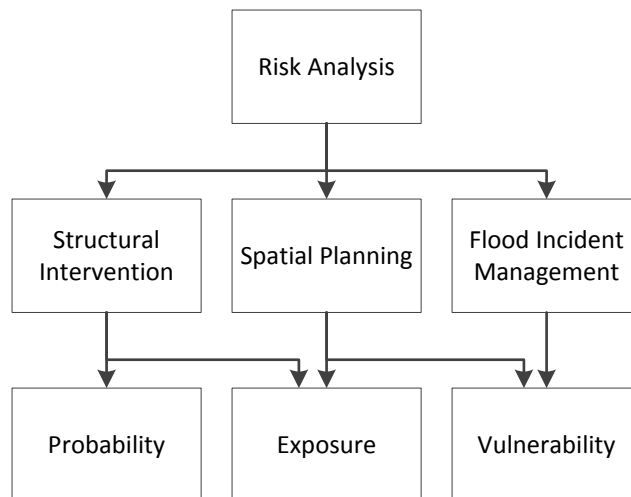 Risk Analysis
Structural
Intervention
Spatial Planning
Flood Incident
Management
Probability
Exposure
Vulnerability